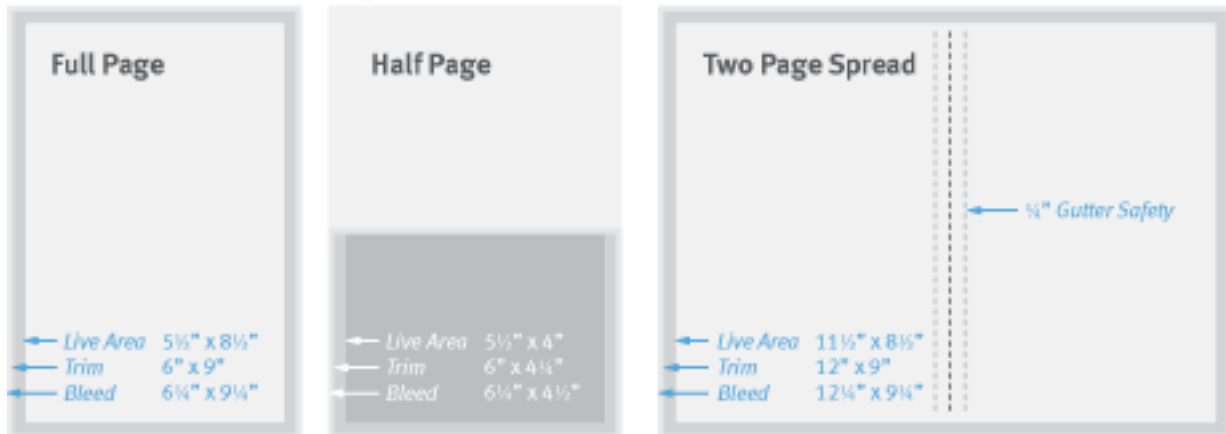 Full Page
Live Area 5½" x 8½"
Trim 6" x 9"
Bleed 6¼" x 9¼"
Half Page
Live Area 5½" x 4"
Trim 6" x 4¼"
Bleed 6¼" x 4½"
Two Page Spread
¼" Gutter Safety
Live Area 11½" x 8½"
Trim 12" x 9"
Bleed 12¼" x 9¼"